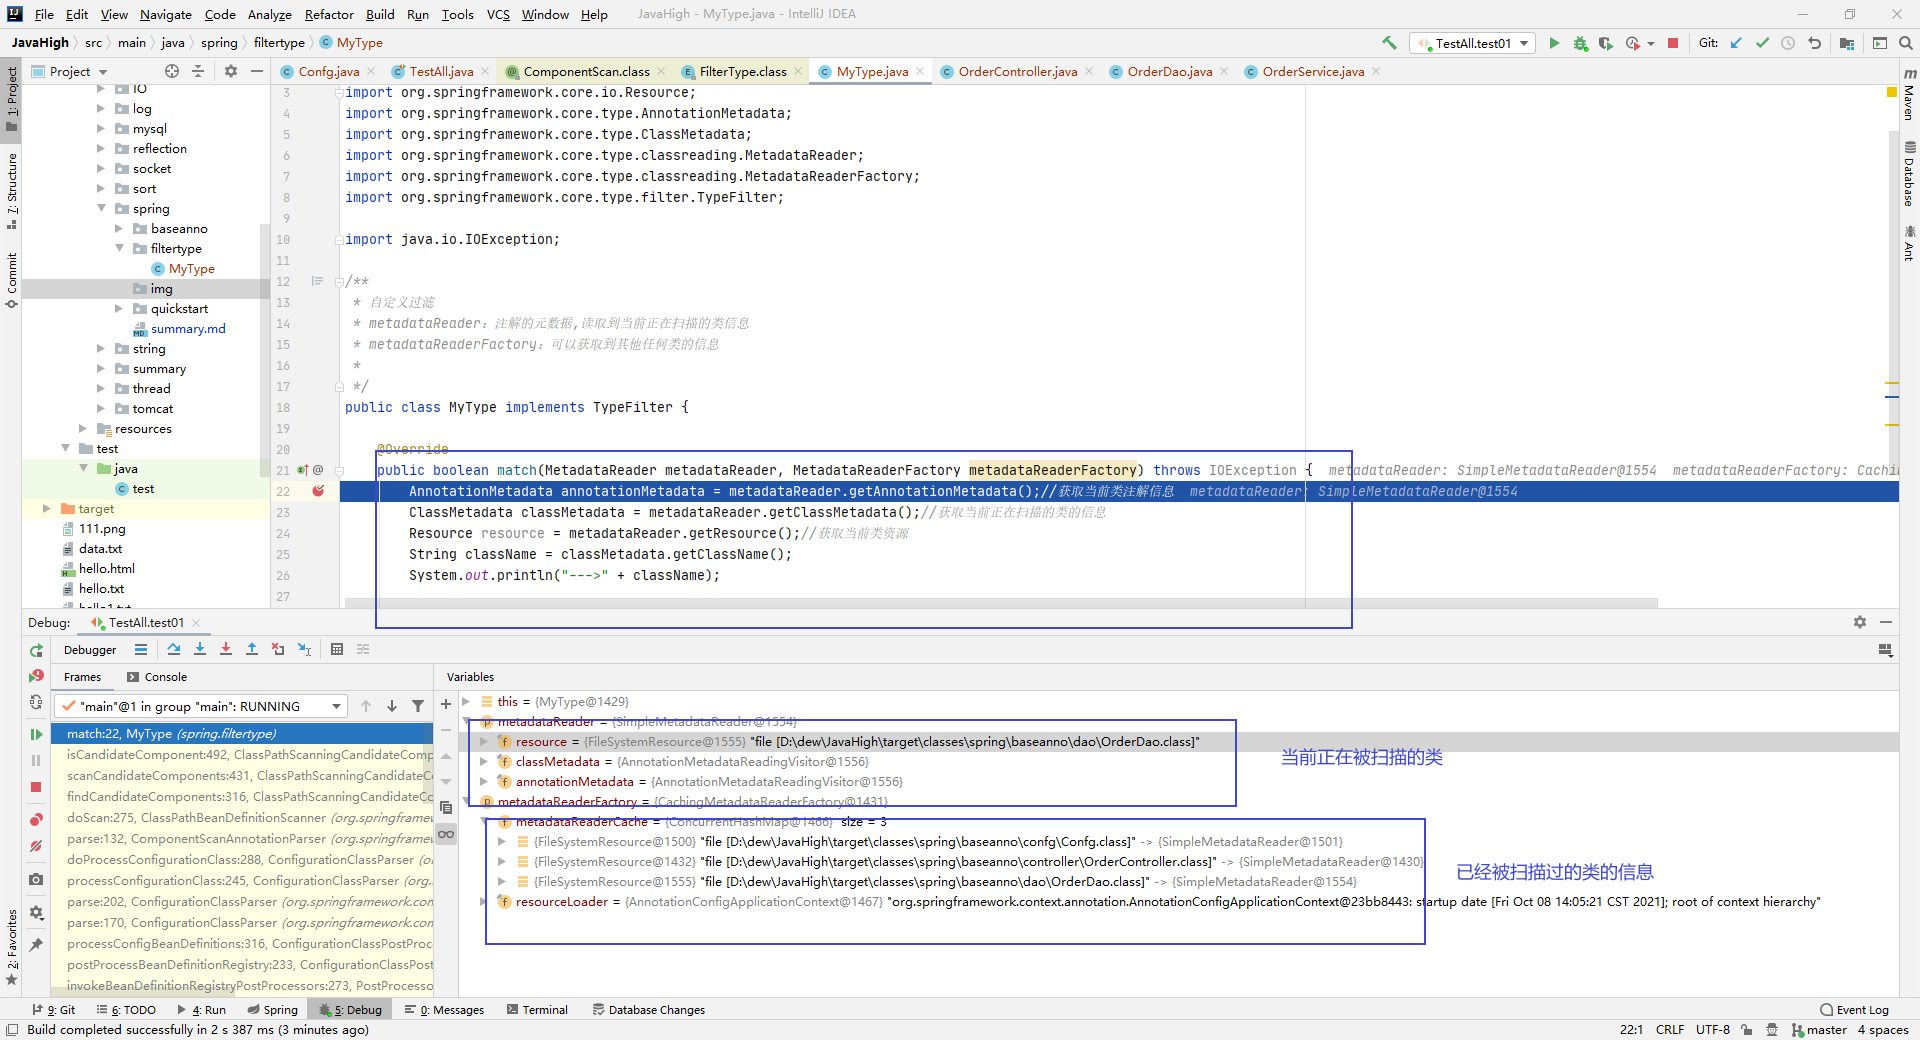 File Edit View Navigate Code Analyze Refactor Build Run Tools VCS Window Help JavaHigh - MyType.java - IntelliJ IDEA
JavaHigh src main java spring filtertype MyType TestAll.test01 Git:
Project Confg.java TestAll.java ComponentScan.class FilterType.class MyType.java OrderController.java OrderDao.java OrderService.java
1: Project
7: Structure
Commit
2: Favorites
Maven
Database
Ant
IO
log
mysql
reflection
socket
sort
spring
baseanno
filtertype
MyType
img
quickstart
summary.md
string
summary
thread
tomcat
resources
test
java
test
target
111.png
data.txt
hello.html
hello.txt
hello1.txt
3 import org.springframework.core.io.Resource;
4 import org.springframework.core.type.AnnotationMetadata;
5 import org.springframework.core.type.ClassMetadata;
6 import org.springframework.core.type.classreading.MetadataReader;
7 import org.springframework.core.type.classreading.MetadataReaderFactory;
8 import org.springframework.core.type.filter.TypeFilter;
9
10 import java.io.IOException;
11
12 /**
13 * 自定义过滤
14 * metadataReader：注解的元数据,读取到当前正在扫描的类信息
15 * metadataReaderFactory：可以获取到其他任何类的信息
16 *
17 */
18 public class MyType implements TypeFilter {
19
20 @Override
21 public boolean match(MetadataReader metadataReader, MetadataReaderFactory metadataReaderFactory) throws IOException { metadataReader: SimpleMetadataReader@1554 metadataReaderFactory: Cachi
22 AnnotationMetadata annotationMetadata = metadataReader.getAnnotationMetadata();//获取当前类注解信息 metadataReader: SimpleMetadataReader@1554
23 ClassMetadata classMetadata = metadataReader.getClassMetadata();//获取当前正在扫描的类的信息
24 Resource resource = metadataReader.getResource();//获取当前类资源
25 String className = classMetadata.getClassName();
26 System.out.println("--->" + className);
27
Debug: TestAll.test01
Debugger
Frames Console
"main"@1 in group "main": RUNNING
match:22, MyType (spring.filtertype)
isCandidateComponent:492, ClassPathScanningCandidateComp
scanCandidateComponents:431, ClassPathScanningCandidateC
findCandidateComponents:316, ClassPathScanningCandidateC
doScan:275, ClassPathBeanDefinitionScanner (org.springframew
parse:132, ComponentScanAnnotationParser (org.springframew
doProcessConfigurationClass:288, ConfigurationClassParser (o
processConfigurationClass:245, ConfigurationClassParser (org.
parse:202, ConfigurationClassParser (org.springframework.con
parse:170, ConfigurationClassParser (org.springframework.con
processConfigBeanDefinitions:316, ConfigurationClassPostProc
postProcessBeanDefinitionRegistry:233, ConfigurationClassPost
invokeBeanDefinitionRegistryPostProcessors:273, PostProcesso
Variables
this = {MyType@1429}
metadataReader = {SimpleMetadataReader@1554}
resource = {FileSystemResource@1555} "file [D:\dew\JavaHigh\target\classes\spring\baseanno\dao\OrderDao.class]"
classMetadata = {AnnotationMetadataReadingVisitor@1556}
annotationMetadata = {AnnotationMetadataReadingVisitor@1556}
metadataReaderFactory = {CachingMetadataReaderFactory@1431}
metadataReaderCache = {ConcurrentHashMap@1466} size = 3
{FileSystemResource@1500} "file [D:\dew\JavaHigh\target\classes\spring\baseanno\confg\Confg.class]" -> {SimpleMetadataReader@1501}
{FileSystemResource@1432} "file [D:\dew\JavaHigh\target\classes\spring\baseanno\controller\OrderController.class]" -> {SimpleMetadataReader@1430}
{FileSystemResource@1555} "file [D:\dew\JavaHigh\target\classes\spring\baseanno\dao\OrderDao.class]" -> {SimpleMetadataReader@1554}
resourceLoader = {AnnotationConfigApplicationContext@1467} "org.springframework.context.annotation.AnnotationConfigApplicationContext@23bb8443: startup date [Fri Oct 08 14:05:21 CST 2021]; root of context hierarchy"
当前正在被扫描的类
已经被扫描过的类的信息
9: Git 6: TODO 4: Run Spring 5: Debug 0: Messages Terminal Database Changes Event Log
Build completed successfully in 2 s 387 ms (3 minutes ago) 22:1 CRLF UTF-8 master 4 spaces